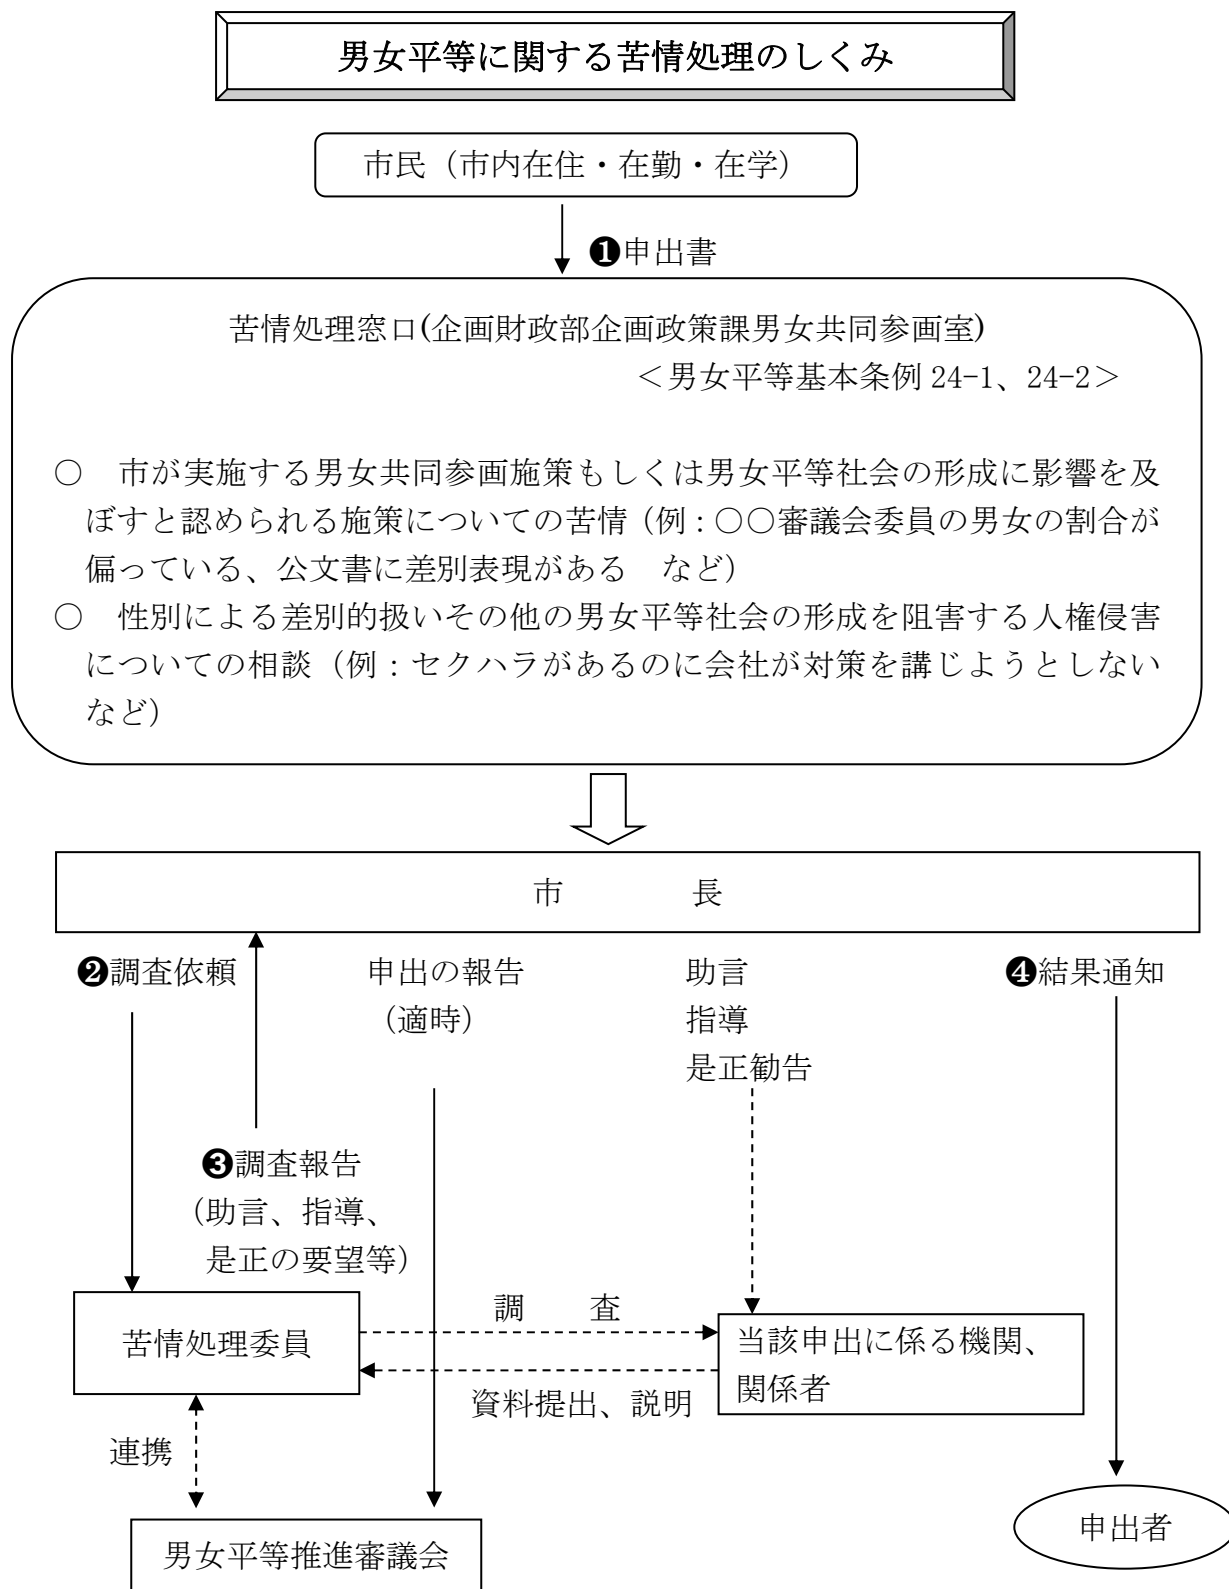 男女平等に関する苦情処理のしくみ
市民（市内在住・在勤・在学）
❶申出書
苦情処理窓口(企画財政部企画政策課男女共同参画室)
＜男女平等基本条例 24-1、24-2＞
○　市が実施する男女共同参画施策もしくは男女平等社会の形成に影響を及
ぼすと認められる施策についての苦情（例：○○審議会委員の男女の割合が
偏っている、公文書に差別表現がある　など）
○　性別による差別的扱いその他の男女平等社会の形成を阻害する人権侵害
についての相談（例：セクハラがあるのに会社が対策を講じようとしない
など）
市　　　　長
❷調査依頼
申出の報告
（適時）
助言
指導
是正勧告
❹結果通知
❸調査報告
（助言、指導、
是正の要望等）
苦情処理委員
調　　査
資料提出、説明
当該申出に係る機関、
関係者
連携
男女平等推進審議会
申出者